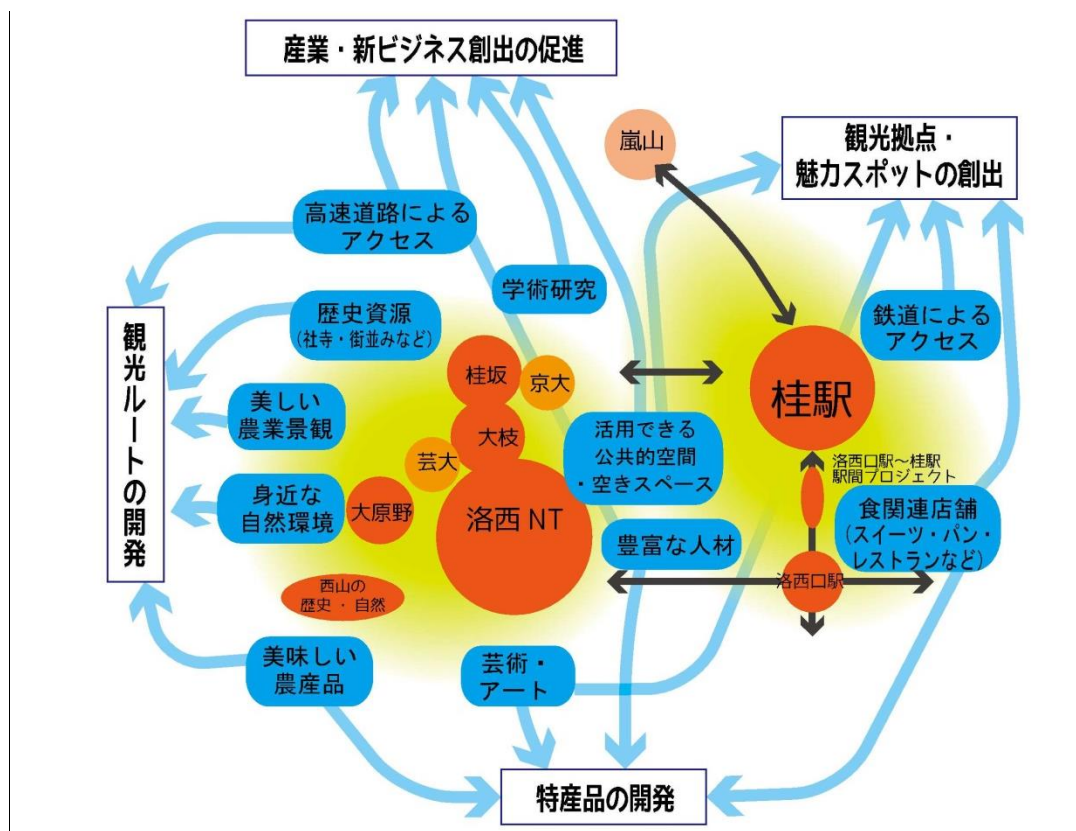 産業・新ビジネス創出の促進
嵐山
観光拠点・
魅力スポットの創出
高速道路による
アクセス
学術研究
歴史資源
(社寺・街並みなど)
鉄道による
アクセス
観光ルートの開発
桂坂
京大
桂駅
美しい
農業景観
大枝
芸大
活用できる
公共的空間
・空きスペース
洛西口駅～桂駅
駅間プロジェクト
身近な
自然環境
大原野
洛西 NT
豊富な人材
食関連店舗
(スイーツ・パン・
レストランなど)
洛西口駅
西山の
歴史・自然
美味しい
農産品
芸術・
アート
特産品の開発